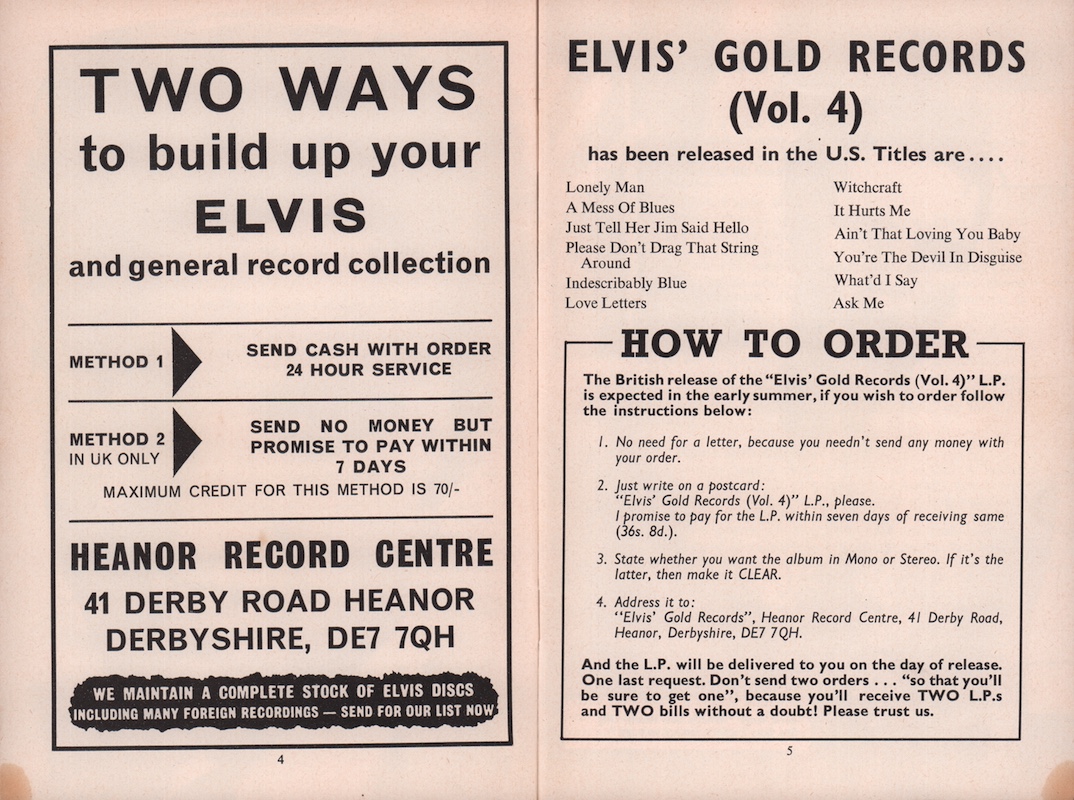 TWO WAYS
to build up your
ELVIS
and general record collection
METHOD 1
SEND CASH WITH ORDER
24 HOUR SERVICE
METHOD 2
IN UK ONLY
SEND NO MONEY BUT
PROMISE TO PAY WITHIN
7 DAYS
MAXIMUM CREDIT FOR THIS METHOD IS 70/-
HEANOR RECORD CENTRE
41 DERBY ROAD HEANOR
DERBYSHIRE, DE7 7QH
WE MAINTAIN A COMPLETE STOCK OF ELVIS DISCS
INCLUDING MANY FOREIGN RECORDINGS — SEND FOR OUR LIST NOW
4
ELVIS' GOLD RECORDS
(Vol. 4)
has been released in the U.S. Titles are....
Lonely Man
A Mess Of Blues
Just Tell Her Jim Said Hello
Please Don't Drag That String
Around
Indescribably Blue
Love Letters
Witchcraft
It Hurts Me
Ain't That Loving You Baby
You're The Devil In Disguise
What'd I Say
Ask Me
HOW TO ORDER
The British release of the "Elvis' Gold Records (Vol. 4)" L.P.
is expected in the early summer, if you wish to order follow
the instructions below:
1. No need for a letter, because you needn't send any money with
your order.
2. Just write on a postcard:
"Elvis' Gold Records (Vol. 4)" L.P., please.
I promise to pay for the L.P. within seven days of receiving same
(36s. 8d.).
3. State whether you want the album in Mono or Stereo. If it's the
latter, then make it CLEAR.
4. Address it to:
"Elvis' Gold Records", Heanor Record Centre, 41 Derby Road,
Heanor, Derbyshire, DE7 7QH.
And the L.P. will be delivered to you on the day of release.
One last request. Don't send two orders . . . "so that you'll
be sure to get one", because you'll receive TWO L.P.s
and TWO bills without a doubt! Please trust us.
5